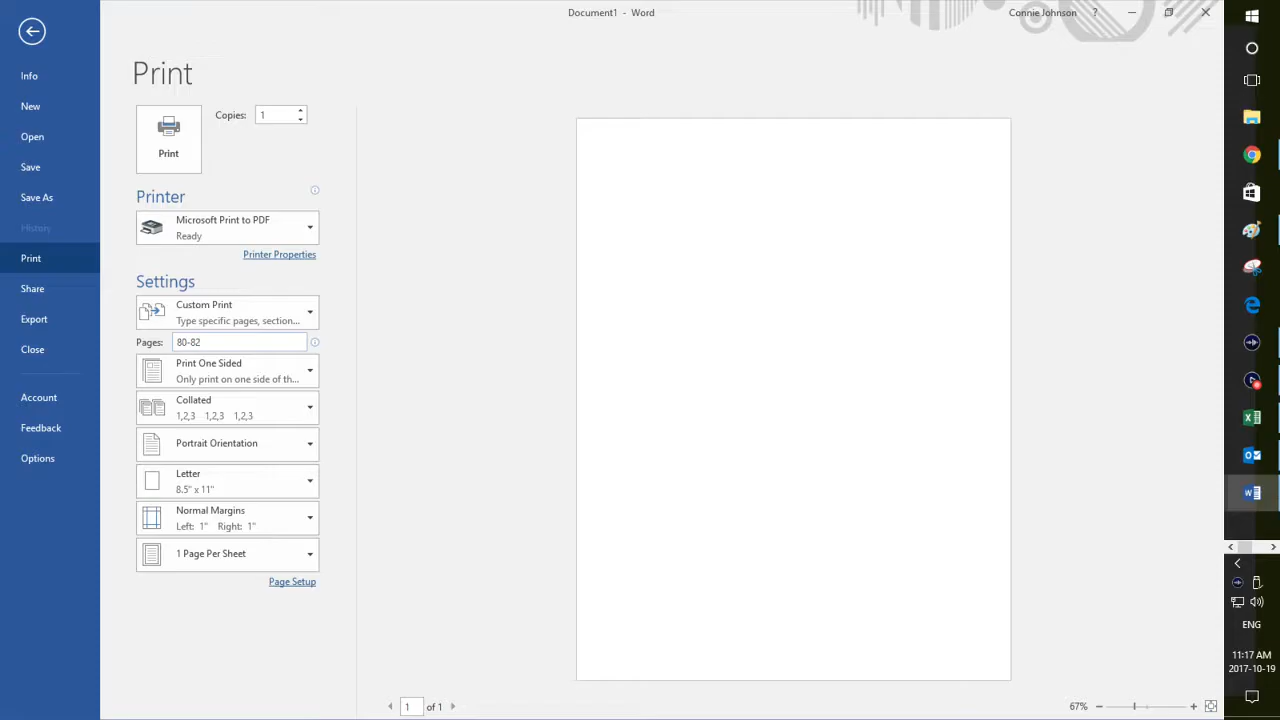 Document1 - Word
Connie Johnson
?
Info
New
Open
Save
Save As
History
Print
Share
Export
Close
Account
Feedback
Options
Print
Print
Copies: 1
Printer
Microsoft Print to PDF
Ready
Printer Properties
Settings
Custom Print
Type specific pages, section...
Pages: 80-82
Print One Sided
Only print on one side of th...
Collated
1,2,3 1,2,3 1,2,3
Portrait Orientation
Letter
8.5" x 11"
Normal Margins
Left: 1" Right: 1"
1 Page Per Sheet
Page Setup
1 of 1
67%
ENG
11:17 AM
2017-10-19